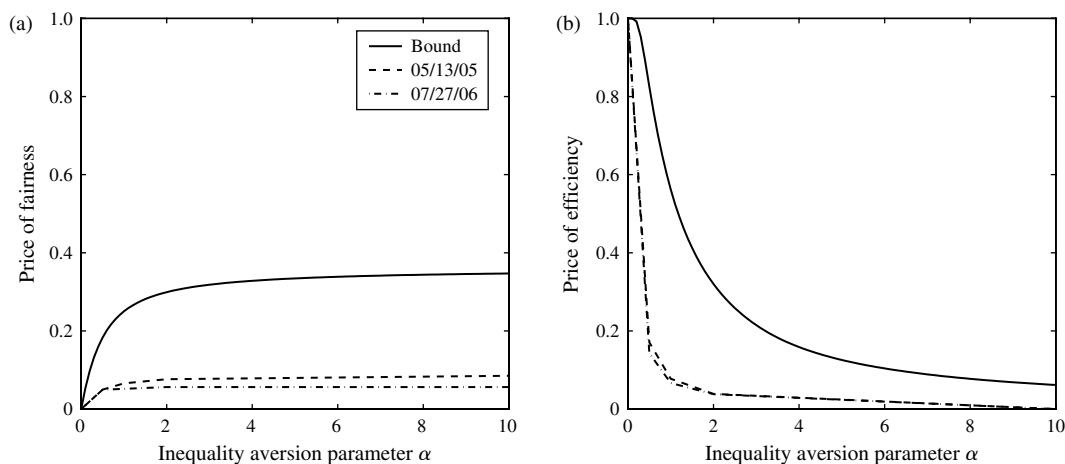 (a)
1.0
0.8
0.6
0.4
0.2
0
Price of fairness
Bound
05/13/05
07/27/06
0 2 4 6 8 10
Inequality aversion parameter α
(b)
1.0
0.8
0.6
0.4
0.2
0
Price of efficiency
0 2 4 6 8 10
Inequality aversion parameter α